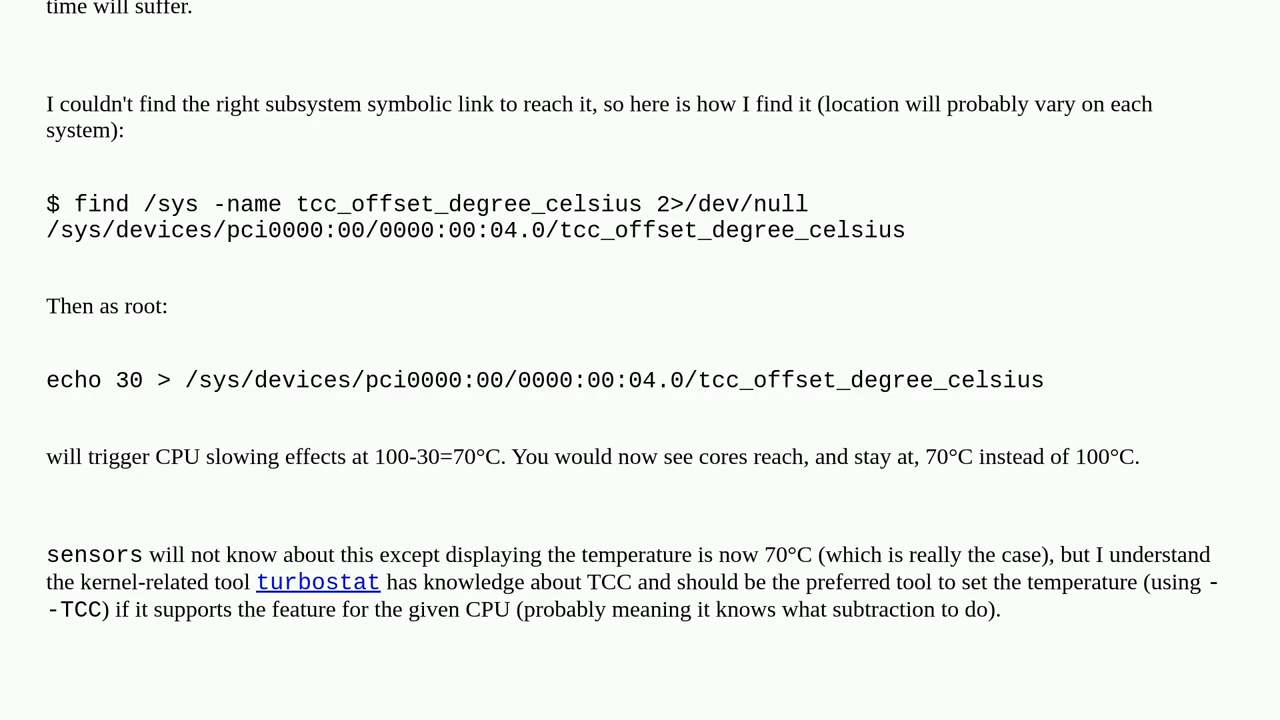 time will suffer.
I couldn't find the right subsystem symbolic link to reach it, so here is how I find it (location will probably vary on each
system):
$ find /sys -name tcc_offset_degree_celsius 2>/dev/null
/sys/devices/pci0000:00/0000:00:04.0/tcc_offset_degree_celsius
Then as root:
echo 30 > /sys/devices/pci0000:00/0000:00:04.0/tcc_offset_degree_celsius
will trigger CPU slowing effects at 100-30=70°C. You would now see cores reach, and stay at, 70°C instead of 100°C.
sensors will not know about this except displaying the temperature is now 70°C (which is really the case), but I understand
the kernel-related tool turbostat has knowledge about TCC and should be the preferred tool to set the temperature (using -
-TCC) if it supports the feature for the given CPU (probably meaning it knows what subtraction to do).